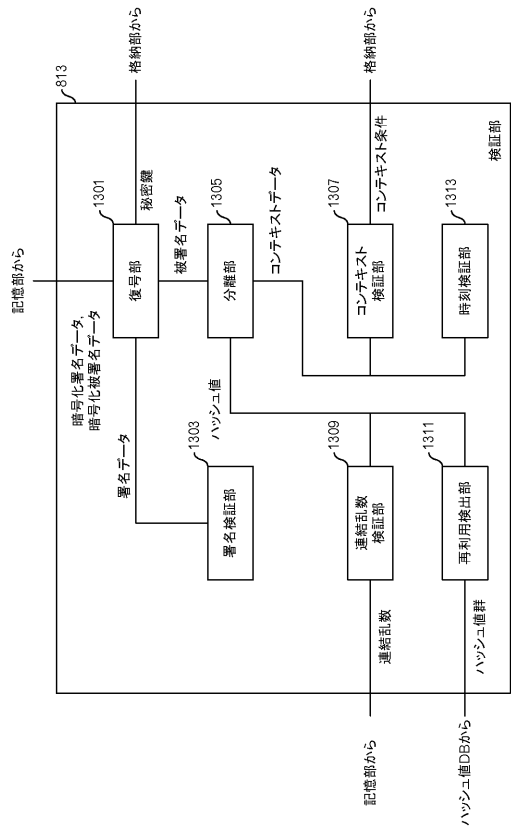 記憶部から
暗号化署名データ,
暗号化被署名データ
813
1301
復号部
秘密鍵
格納部から
署名データ
被署名データ
1303
署名検証部
1305
分離部
ハッシュ値
コンテキストデータ
記憶部から
連結乱数
1309
連結乱数
検証部
1307
コンテキスト
検証部
コンテキスト条件
格納部から
ハッシュ値DBから
ハッシュ値群
1311
再利用検出部
1313
時刻検証部
検証部